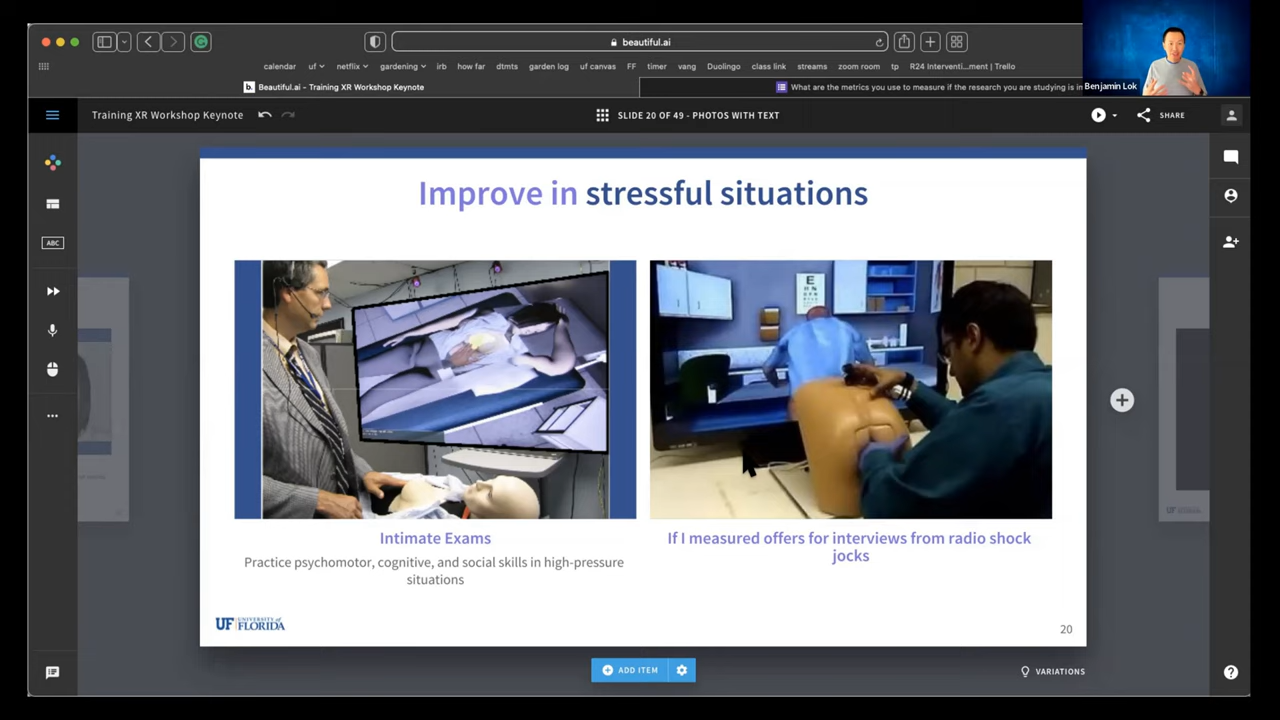 beautiful.ai
calendar uf netflix gardening irb how far dtmts garden log uf canvas FF timer vang Duolingo class link streams zoom room tp R24 Interventi...ment | Trello
b. Beautiful.ai - Training XR Workshop Keynote
What are the metrics you use to measure if the research you are studying is in
Benjamin Lok
Training XR Workshop Keynote
SLIDE 20 OF 49 - PHOTOS WITH TEXT
SHARE
ABC
Improve in stressful situations
Intimate Exams
Practice psychomotor, cognitive, and social skills in high-pressure
situations
If I measured offers for interviews from radio shock
jocks
UF UNIVERSITY of
FLORIDA
20
ADD ITEM
VARIATIONS